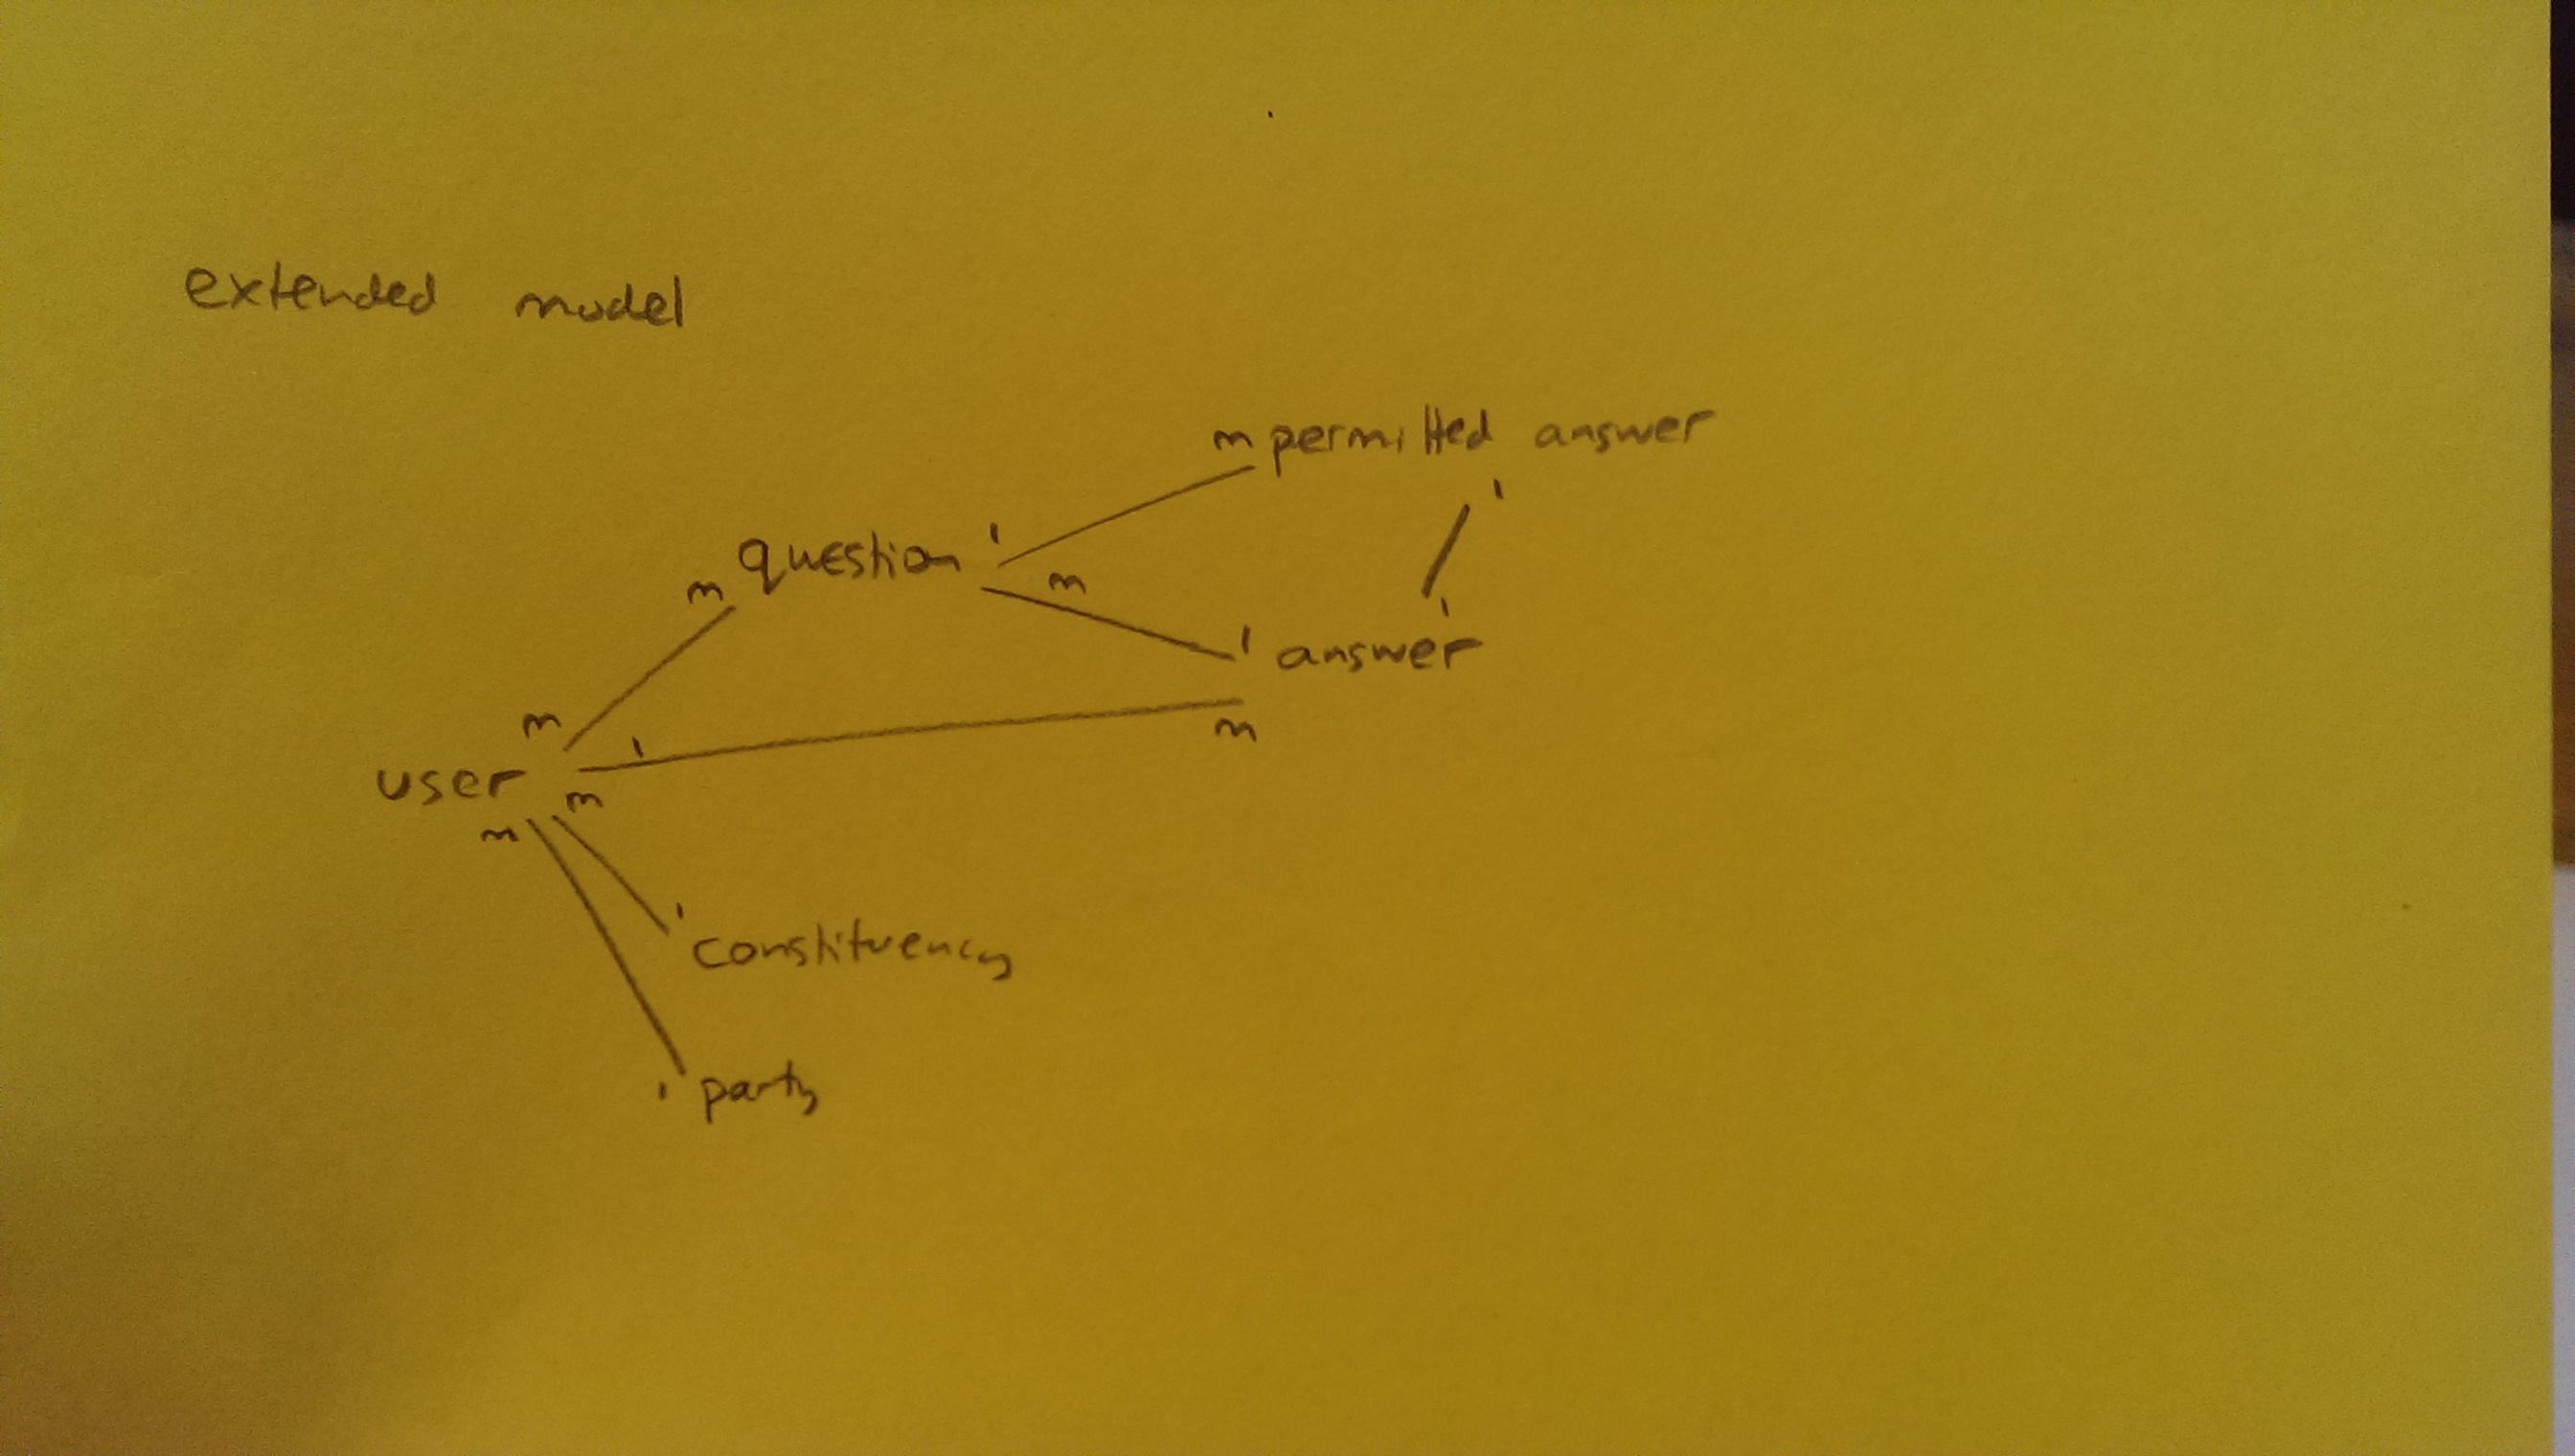 extended model
m permitted answer
1
question 1
m
m
1
1 answer
m
1
m
user
m
m
1
constituency
1 party